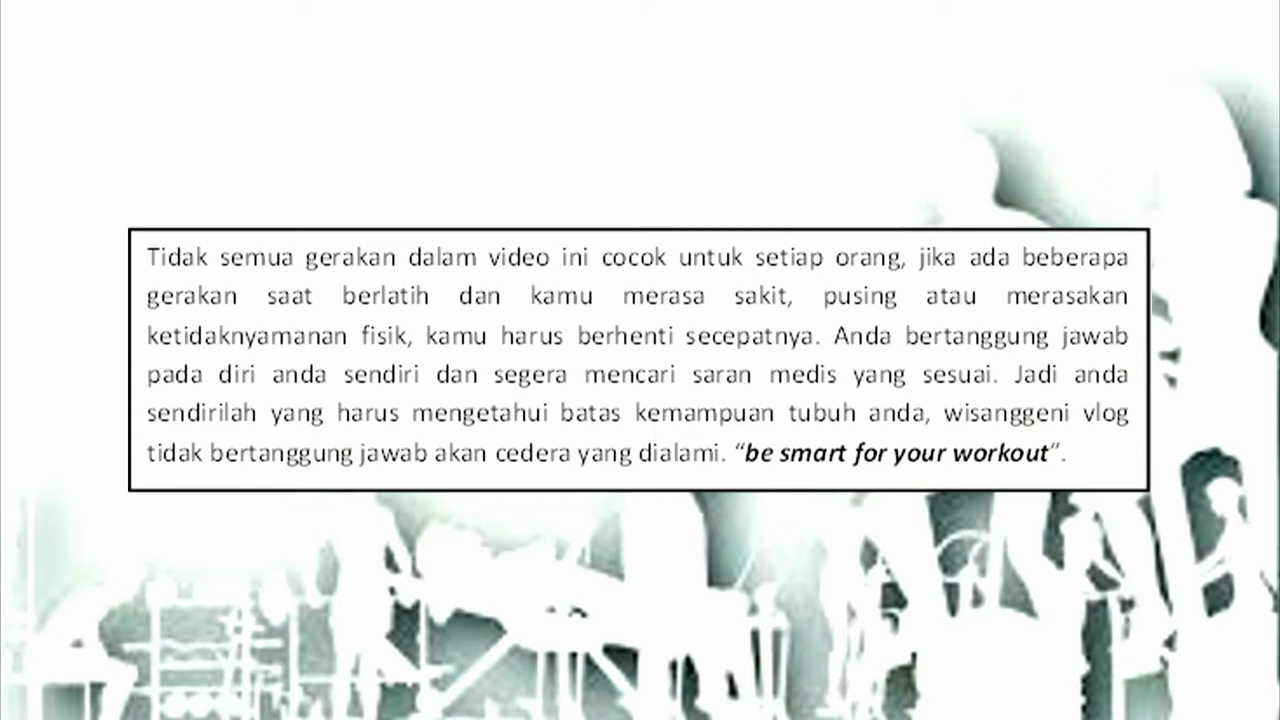 Tidak semua gerakan dalam video ini cocok untuk setiap orang, jika ada beberapa
gerakan saat berlatih dan kamu merasa sakit, pusing atau merasakan
ketidaknyamanan fisik, kamu harus berhenti secepatnya. Anda bertanggung jawab
pada diri anda sendiri dan segera mencari saran medis yang sesuai. Jadi anda
sendirilah yang harus mengetahui batas kemampuan tubuh anda, wisanggeni vlog
tidak bertanggung jawab akan cedera yang dialami. “be smart for your workout”.